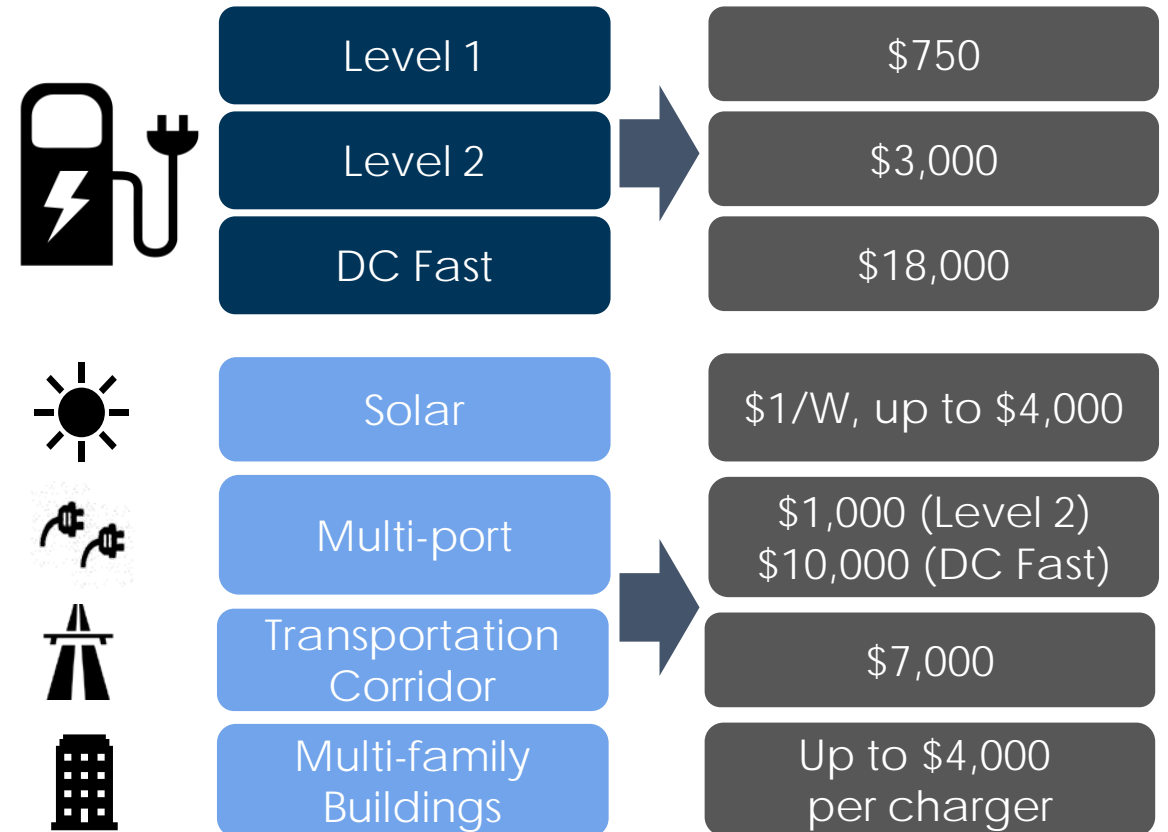 Level 1
$750
Level 2
$3,000
DC Fast
$18,000
Solar
$1/W, up to $4,000
Multi-port
$1,000 (Level 2)
$10,000 (DC Fast)
Transportation
Corridor
$7,000
Multi-family
Buildings
Up to $4,000
per charger